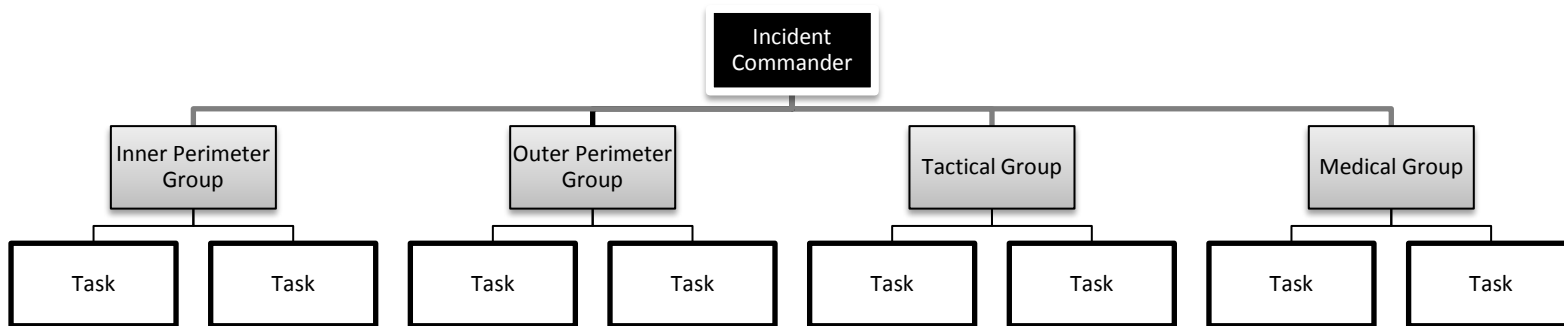 Incident
Commander
Inner Perimeter
Group
Outer Perimeter
Group
Tactical Group
Medical Group
Task
Task
Task
Task
Task
Task
Task
Task